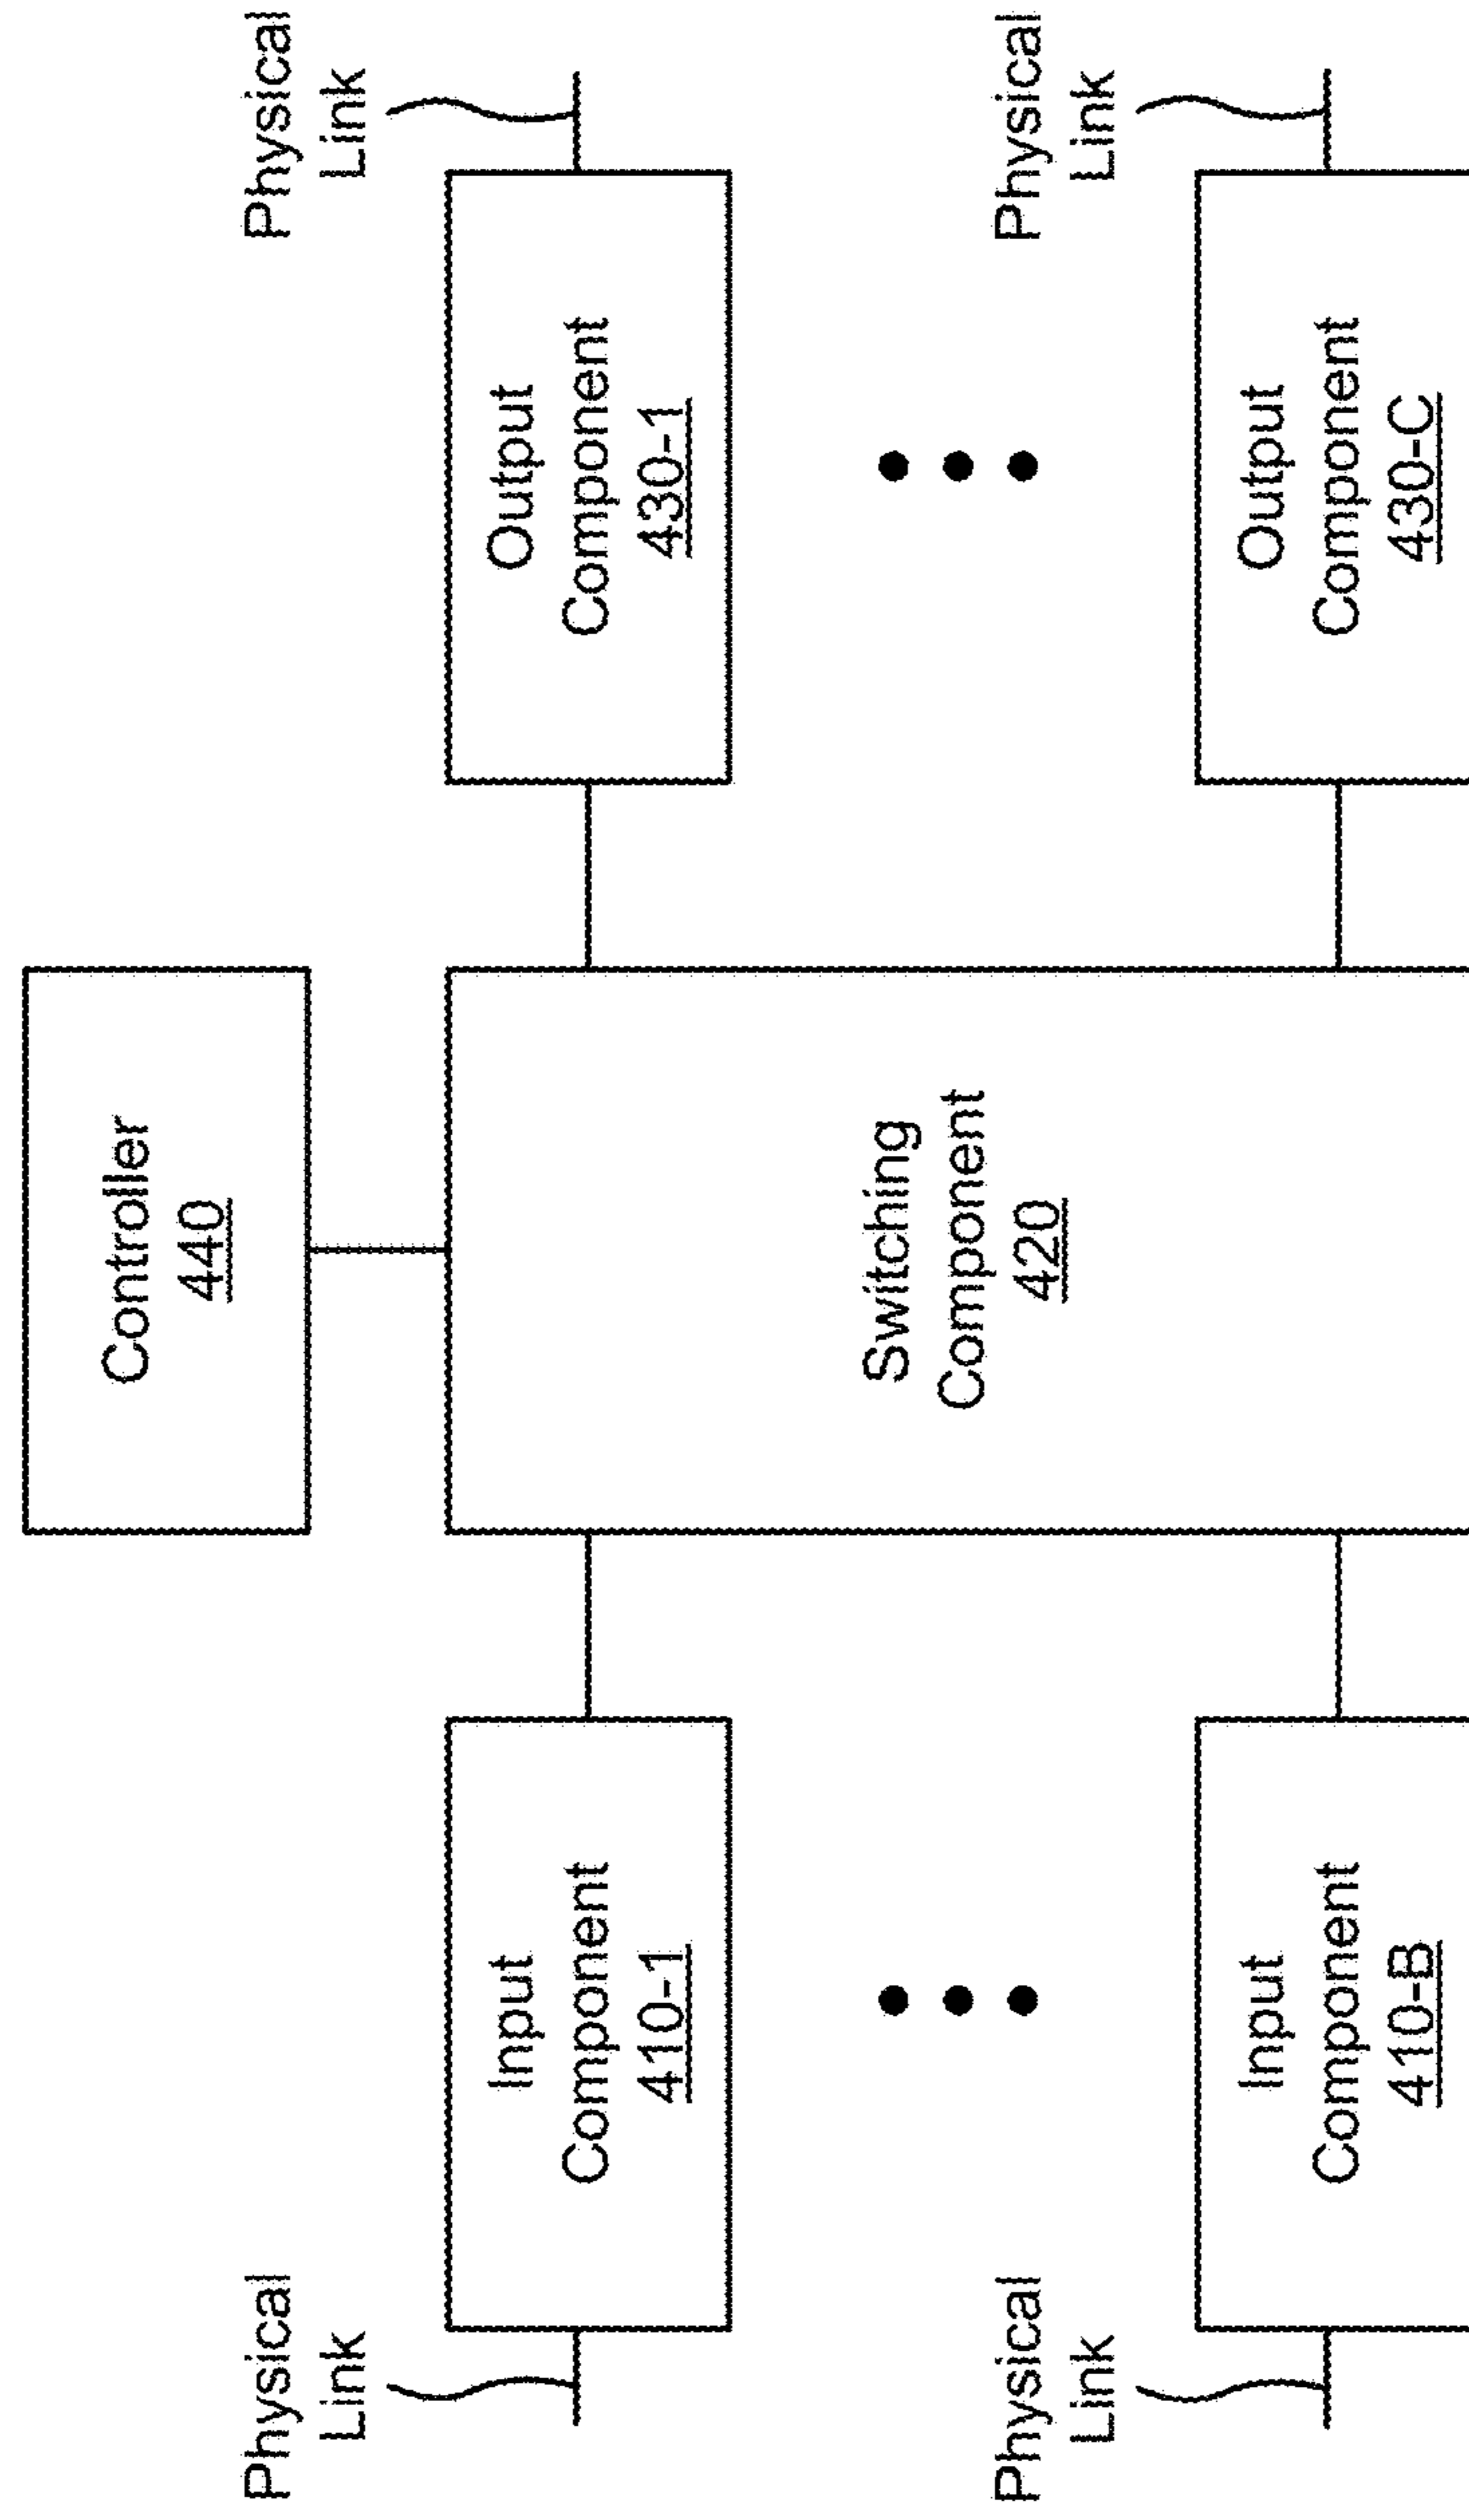 Controller
440
Physical
Link
Input
Component
410-1
Switching
Component
420
Output
Component
430-1
Physical
Link
Physical
Link
Input
Component
410-B
Output
Component
430-C
Physical
Link